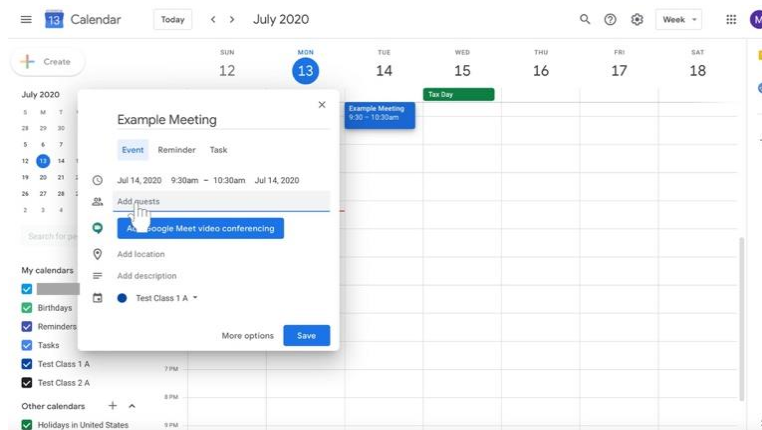 Calendar
13
Today
July 2020
Week
M
Create
SUN MON TUE WED THU FRI SAT
12 13 14 15 16 17 18
Tax Day
Example Meeting
9:30 – 10:30am
July 2020
S M T
28 29 30
5 6 7
12 13 14
19 20 21
26 27 28
2 3 4
Search for pe
Example Meeting
Event Reminder Task
Jul 14, 2020 9:30am – 10:30am Jul 14, 2020
Add guests
Google Meet video conferencing
Add location
Add description
Test Class 1 A
More options Save
My calendars
Birthdays
Reminders
Tasks
Test Class 1 A
Test Class 2 A
Other calendars
Holidays in United States
7 PM
8 PM
9 PM